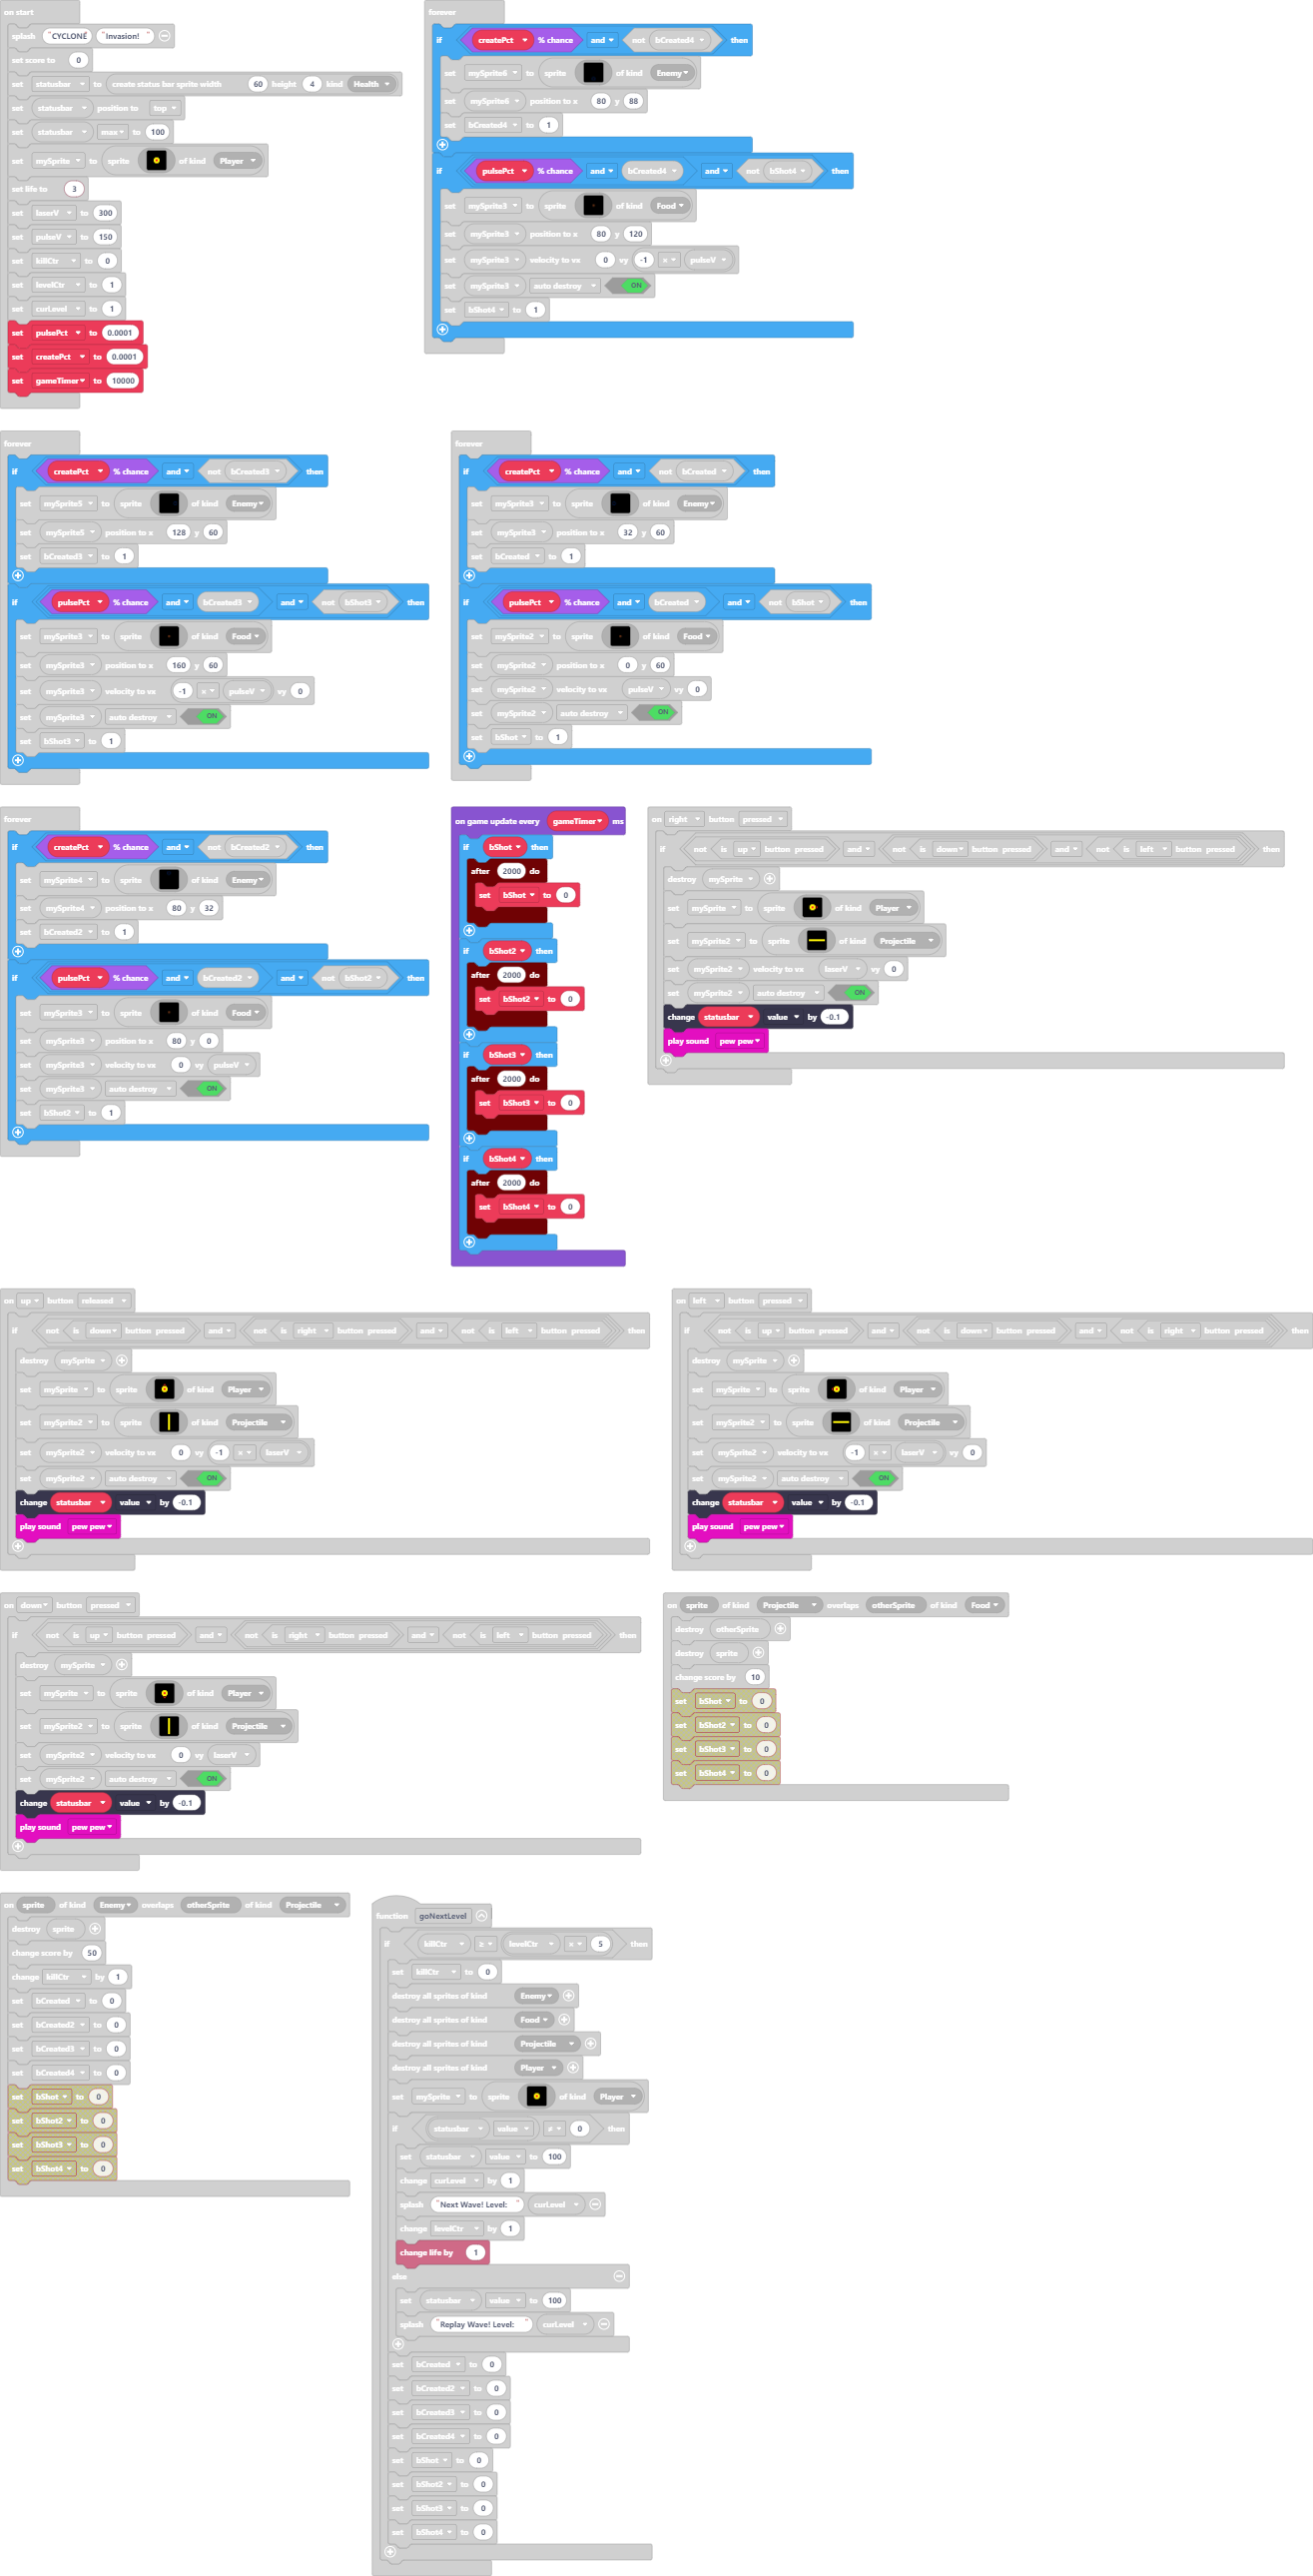 on start
splash "CYCLONE" "Invasion!"
set score to 0
set statusbar to create status bar sprite width 60 height 4 kind Health
set statusbar position to top
set statusbar max to 100
set mySprite to sprite of kind Player
set life to 3
set laserV to 300
set pulseV to 150
set killCtr to 0
set levelCtr to 1
set curLevel to 1
set pulsePct to 0.0001
set createPct to 0.0001
set gameTimer to 10000
forever
if createPct % chance and not bCreated4 then
set mySprite6 to sprite of kind Enemy
set mySprite6 position to x 80 y 88
set bCreated4 to 1
if pulsePct % chance and bCreated4 and not bShot4 then
set mySprite3 to sprite of kind Food
set mySprite3 position to x 80 y 120
set mySprite3 velocity to vx 0 vy -1 × pulseV
set mySprite3 auto destroy ON
set bShot4 to 1
forever
if createPct % chance and not bCreated3 then
set mySprite5 to sprite of kind Enemy
set mySprite5 position to x 128 y 60
set bCreated3 to 1
if pulsePct % chance and bCreated3 and not bShot3 then
set mySprite3 to sprite of kind Food
set mySprite3 position to x 160 y 60
set mySprite3 velocity to vx -1 × pulseV vy 0
set mySprite3 auto destroy ON
set bShot3 to 1
forever
if createPct % chance and not bCreated then
set mySprite3 to sprite of kind Enemy
set mySprite3 position to x 32 y 60
set bCreated to 1
if pulsePct % chance and bCreated and not bShot then
set mySprite2 to sprite of kind Food
set mySprite2 position to x 0 y 60
set mySprite2 velocity to vx pulseV vy 0
set mySprite2 auto destroy ON
set bShot to 1
forever
if createPct % chance and not bCreated2 then
set mySprite4 to sprite of kind Enemy
set mySprite4 position to x 80 y 32
set bCreated2 to 1
if pulsePct % chance and bCreated2 and not bShot2 then
set mySprite3 to sprite of kind Food
set mySprite3 position to x 80 y 0
set mySprite3 velocity to vx 0 vy pulseV
set mySprite3 auto destroy ON
set bShot2 to 1
on game update every gameTimer ms
if bShot then
after 2000 do
set bShot to 0
if bShot2 then
after 2000 do
set bShot2 to 0
if bShot3 then
after 2000 do
set bShot3 to 0
if bShot4 then
after 2000 do
set bShot4 to 0
on right button pressed
if not is up button pressed and not is down button pressed and not is left button pressed then
destroy mySprite
set mySprite to sprite of kind Player
set mySprite2 to sprite of kind Projectile
set mySprite2 velocity to vx laserV vy 0
set mySprite2 auto destroy ON
change statusbar value by -0.1
play sound pew pew
on up button released
if not is down button pressed and not is right button pressed and not is left button pressed then
destroy mySprite
set mySprite to sprite of kind Player
set mySprite2 to sprite of kind Projectile
set mySprite2 velocity to vx 0 vy -1 × laserV
set mySprite2 auto destroy ON
change statusbar value by -0.1
play sound pew pew
on left button pressed
if not is up button pressed and not is down button pressed and not is right button pressed then
destroy mySprite
set mySprite to sprite of kind Player
set mySprite2 to sprite of kind Projectile
set mySprite2 velocity to vx -1 × laserV vy 0
set mySprite2 auto destroy ON
change statusbar value by -0.1
play sound pew pew
on down button pressed
if not is up button pressed and not is right button pressed and not is left button pressed then
destroy mySprite
set mySprite to sprite of kind Player
set mySprite2 to sprite of kind Projectile
set mySprite2 velocity to vx 0 vy laserV
set mySprite2 auto destroy ON
change statusbar value by -0.1
play sound pew pew
on sprite of kind Projectile overlaps otherSprite of kind Food
destroy otherSprite
destroy sprite
change score by 10
set bShot to 0
set bShot2 to 0
set bShot3 to 0
set bShot4 to 0
on sprite of kind Enemy overlaps otherSprite of kind Projectile
destroy sprite
change score by 50
change killCtr by 1
set bCreated to 0
set bCreated2 to 0
set bCreated3 to 0
set bCreated4 to 0
set bShot to 0
set bShot2 to 0
set bShot3 to 0
set bShot4 to 0
function goNextLevel
if killCtr ≥ levelCtr × 5 then
set killCtr to 0
destroy all sprites of kind Enemy
destroy all sprites of kind Food
destroy all sprites of kind Projectile
destroy all sprites of kind Player
set mySprite to sprite of kind Player
if statusbar value ≠ 0 then
set statusbar value to 100
change curLevel by 1
splash "Next Wave! Level: " curLevel
change levelCtr by 1
change life by 1
else
set statusbar value to 100
splash "Replay Wave! Level: " curLevel
set bCreated to 0
set bCreated2 to 0
set bCreated3 to 0
set bCreated4 to 0
set bShot to 0
set bShot2 to 0
set bShot3 to 0
set bShot4 to 0